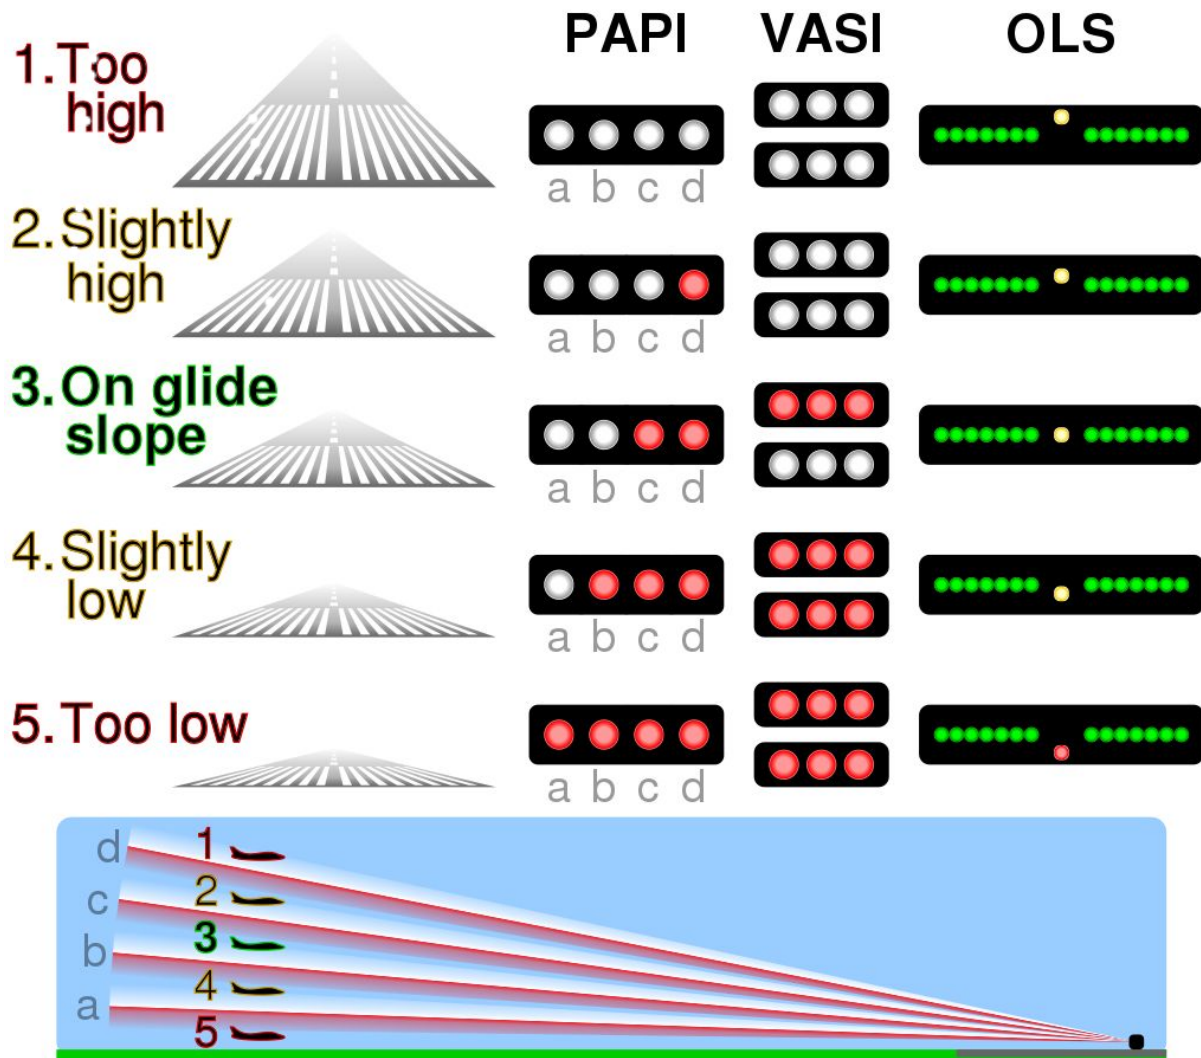 PAPI VASI OLS
1. Too
high
a b c d
2. Slightly
high
a b c d
3. On glide
slope
a b c d
4. Slightly
low
a b c d
5. Too low
a b c d
d 1
2
c
3
b
4
a
5